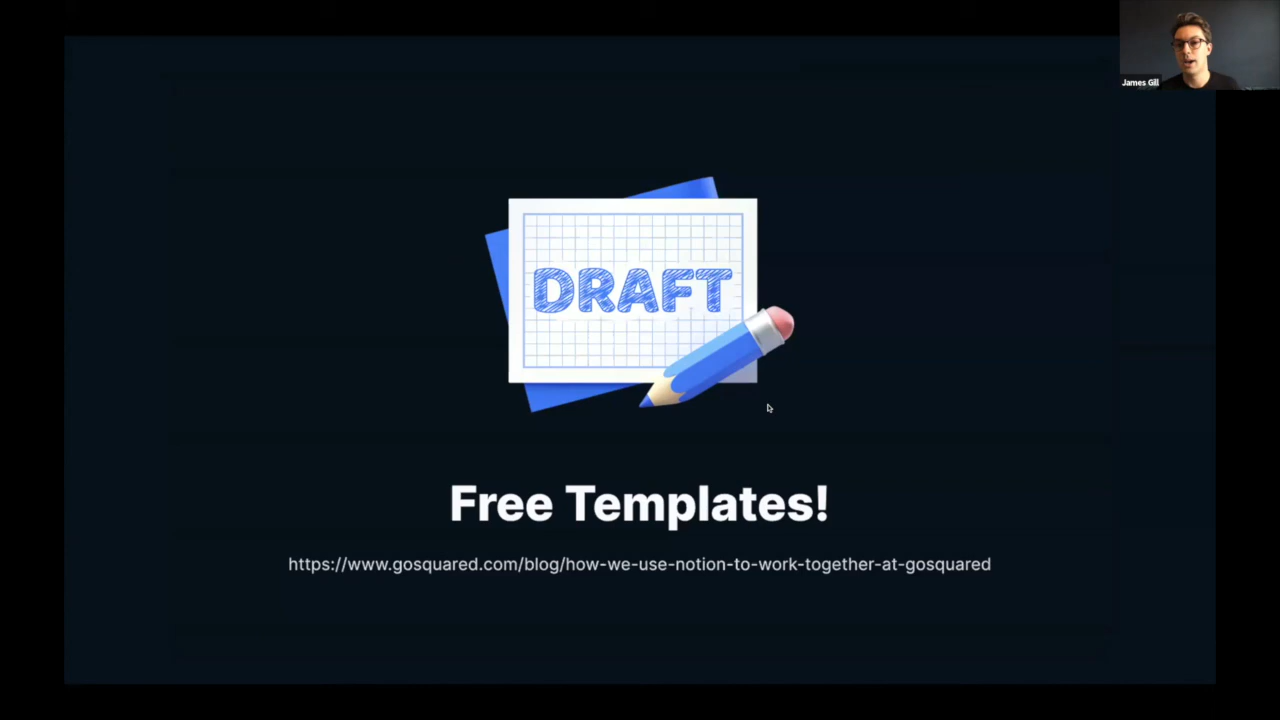 James Gill
DRAFT
Free Templates!
https://www.gosquared.com/blog/how-we-use-notion-to-work-together-at-gosquared